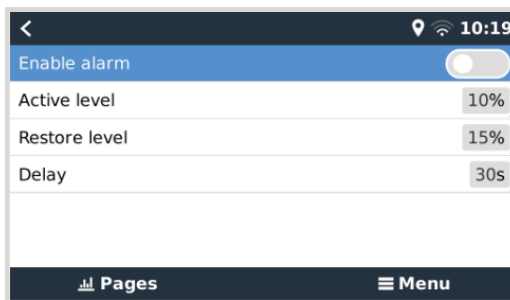 10:19
Enable alarm
Active level 10%
Restore level 15%
Delay 30s
Pages Menu